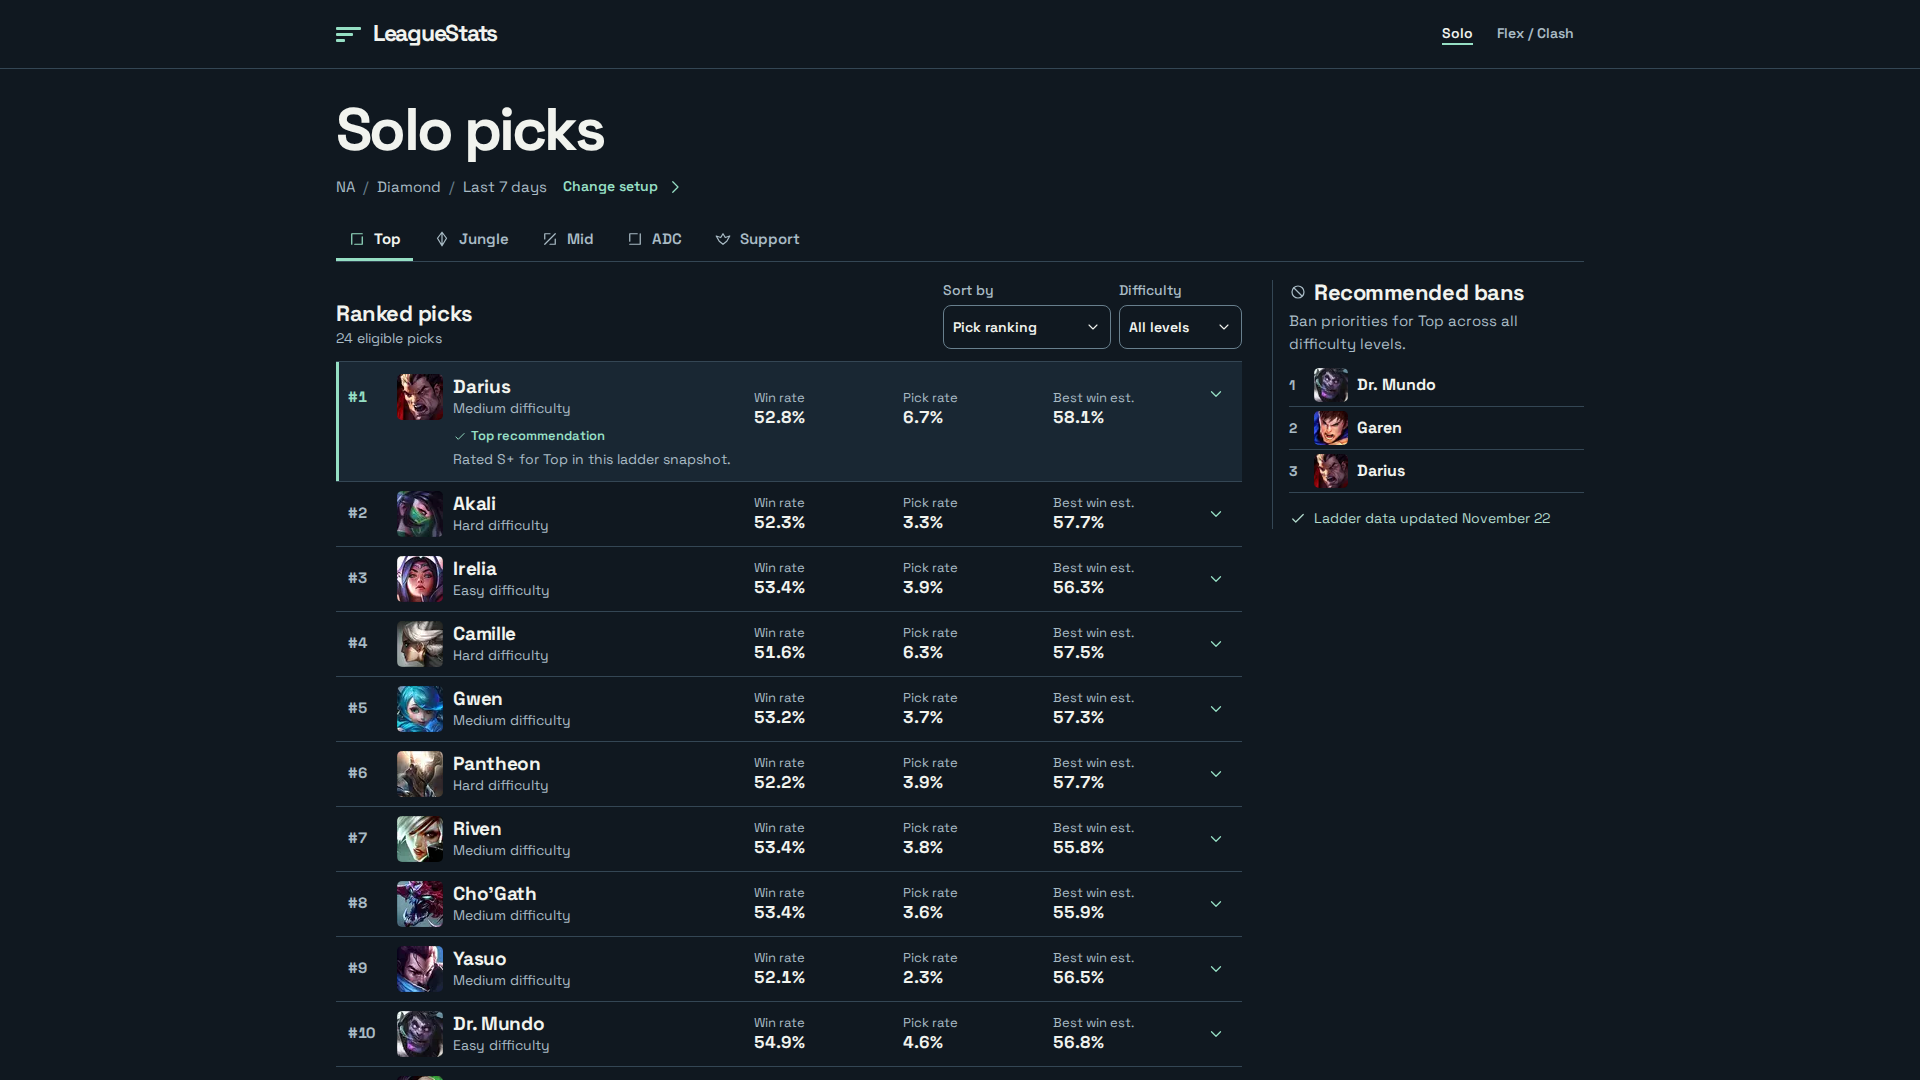 LeagueStats
Solo
Flex / Clash
Solo picks
NA / Diamond / Last 7 days
Change setup
Top
Jungle
Mid
ADC
Support
Ranked picks
24 eligible picks
Sort by
Pick ranking
Difficulty
All levels
#1
Darius
Medium difficulty
Top recommendation
Rated S+ for Top in this ladder snapshot.
Win rate
52.8%
Pick rate
6.7%
Best win est.
58.1%
#2
Akali
Hard difficulty
Win rate
52.3%
Pick rate
3.3%
Best win est.
57.7%
#3
Irelia
Easy difficulty
Win rate
53.4%
Pick rate
3.9%
Best win est.
56.3%
#4
Camille
Hard difficulty
Win rate
51.6%
Pick rate
6.3%
Best win est.
57.5%
#5
Gwen
Medium difficulty
Win rate
53.2%
Pick rate
3.7%
Best win est.
57.3%
#6
Pantheon
Hard difficulty
Win rate
52.2%
Pick rate
3.9%
Best win est.
57.7%
#7
Riven
Medium difficulty
Win rate
53.4%
Pick rate
3.8%
Best win est.
55.8%
#8
Cho’Gath
Medium difficulty
Win rate
53.4%
Pick rate
3.6%
Best win est.
55.9%
#9
Yasuo
Medium difficulty
Win rate
52.1%
Pick rate
2.3%
Best win est.
56.5%
#10
Dr. Mundo
Easy difficulty
Win rate
54.9%
Pick rate
4.6%
Best win est.
56.8%
Recommended bans
Ban priorities for Top across all
difficulty levels.
1
Dr. Mundo
2
Garen
3
Darius
Ladder data updated November 22